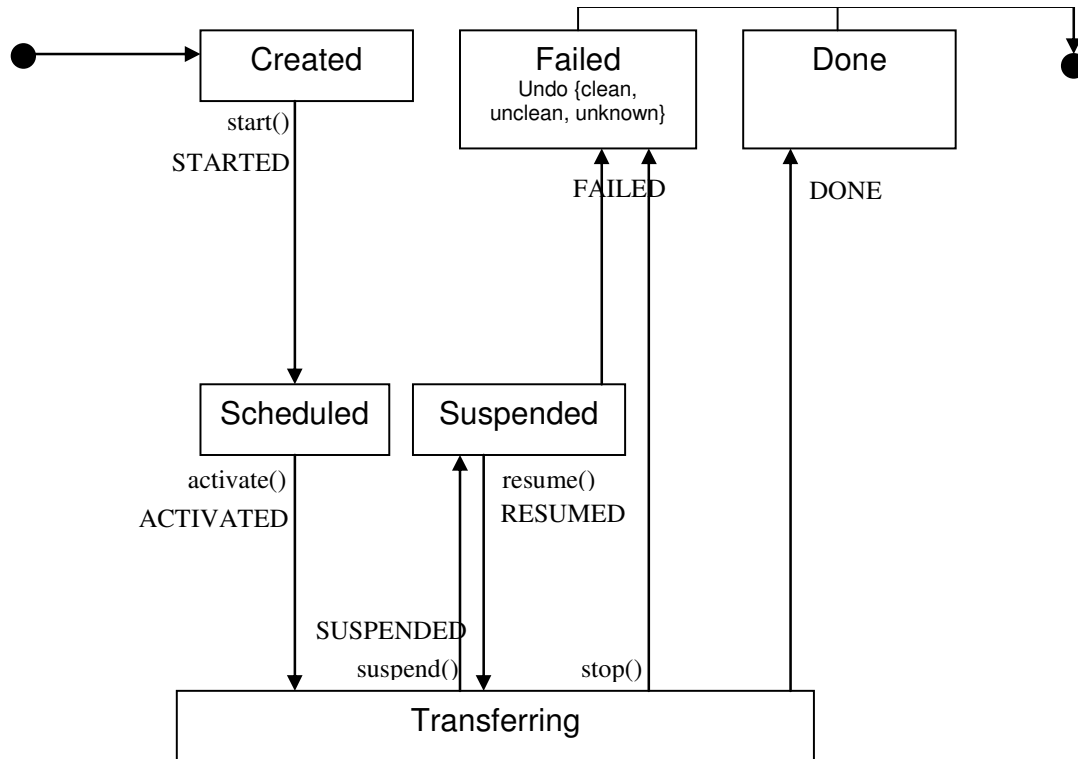 Created
Failed
Undo {clean,
unclean, unknown}
Done
start()
STARTED
FAILED
DONE
Scheduled
Suspended
activate()
ACTIVATED
resume()
RESUMED
SUSPENDED
suspend()
stop()
Transferring